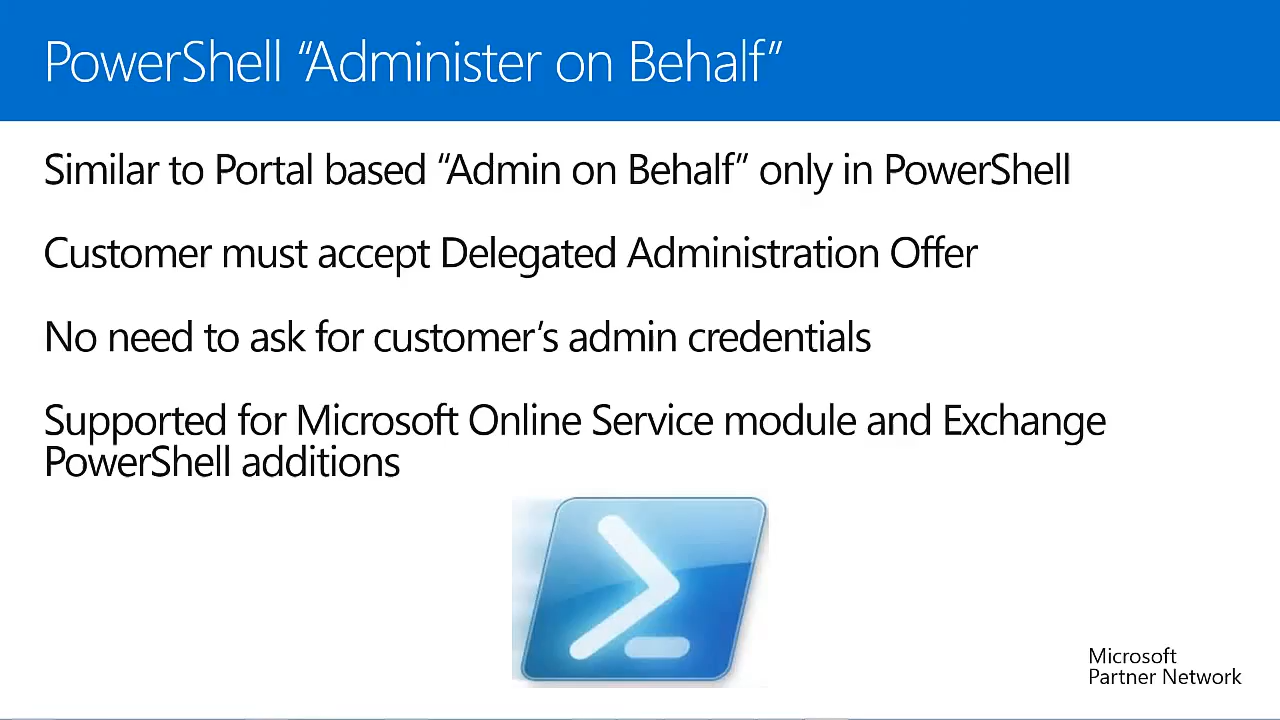 PowerShell “Administer on Behalf”
Similar to Portal based “Admin on Behalf” only in PowerShell
Customer must accept Delegated Administration Offer
No need to ask for customer’s admin credentials
Supported for Microsoft Online Service module and Exchange
PowerShell additions
Microsoft
Partner Network